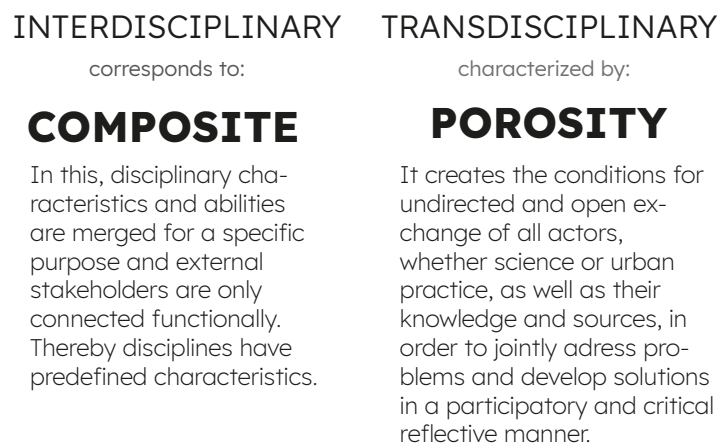 INTERDISCIPLINARY
corresponds to:
COMPOSITE
In this, disciplinary cha-
racteristics and abilities
are merged for a specific
purpose and external
stakeholders are only
connected functionally.
Thereby disciplines have
predefined characteristics.
TRANSDISCIPLINARY
characterized by:
POROSITY
It creates the conditions for
undirected and open ex-
change of all actors,
whether science or urban
practice, as well as their
knowledge and sources, in
order to jointly adress pro-
blems and develop solutions
in a participatory and critical
reflective manner.